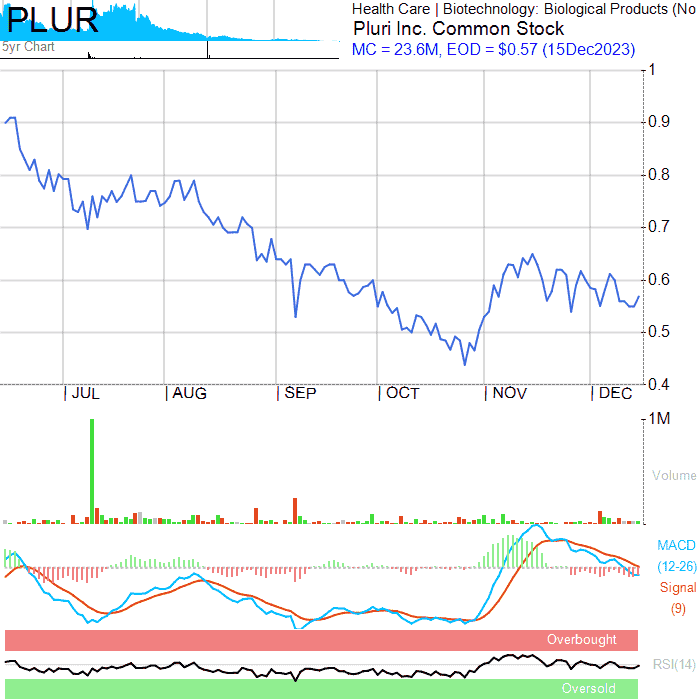 PLUR
5yr Chart
Health Care | Biotechnology: Biological Products (No
Pluri Inc. Common Stock
MC = 23.6M, EOD = $0.57 (15Dec2023)
1
0.9
0.8
0.7
0.6
0.5
0.4
JUL AUG SEP OCT NOV DEC
1M
Volume
MACD
(12-26)
Signal
(9)
Overbought
RSI(14)
Oversold